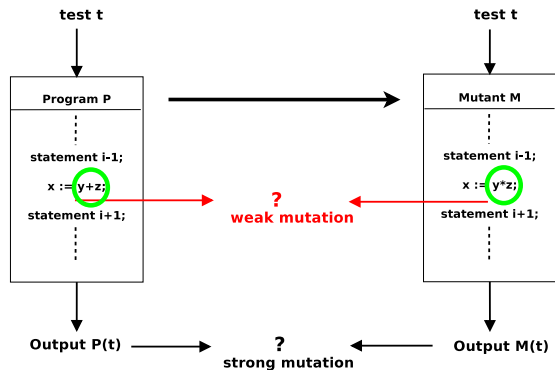 test t
test t
Program P
Mutant M
statement i-1;
x := y+z;
statement i+1;
statement i-1;
x := y*z;
statement i+1;
?
weak mutation
Output P(t)
?
strong mutation
Output M(t)